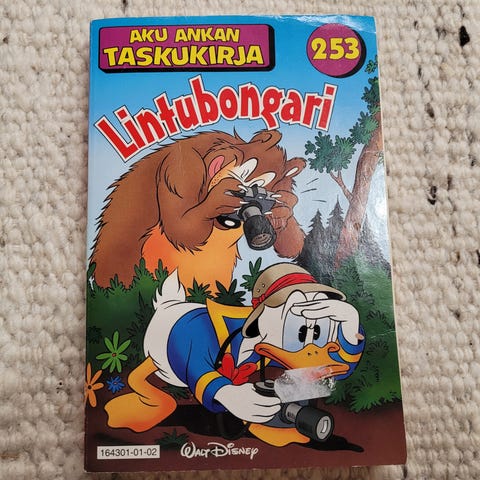 AKU ANKAN
TASKUKIRJA
253
Lintubongari
164301-01-02
WALT DISNEY